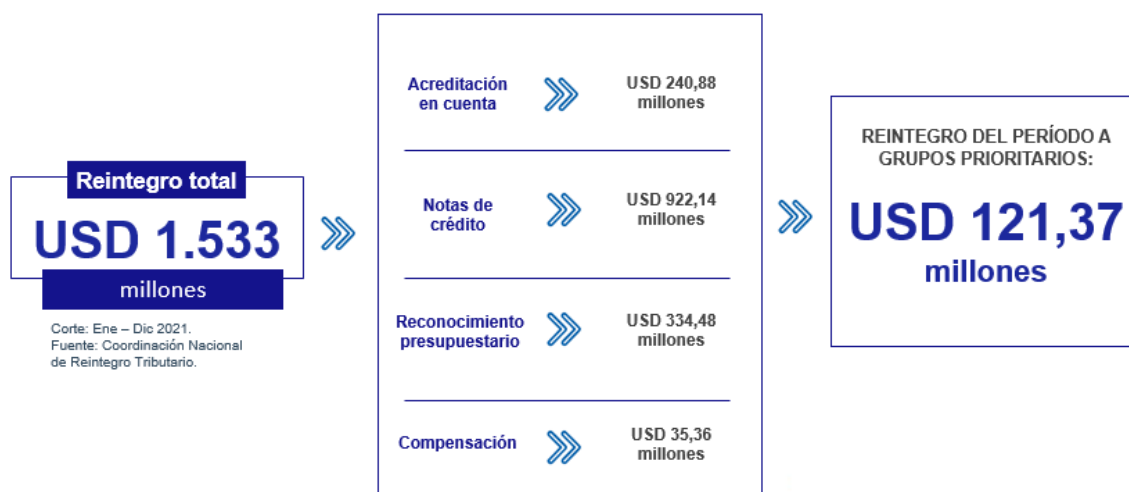 Reintegro total
USD 1.533
millones
Corte: Ene – Dic 2021.
Fuente: Coordinación Nacional
de Reintegro Tributario.
Acreditación
en cuenta
USD 240,88
millones
Notas de
crédito
USD 922,14
millones
Reconocimiento
presupuestario
USD 334,48
millones
Compensación
USD 35,36
millones
REINTEGRO DEL PERÍODO A
GRUPOS PRIORITARIOS:
USD 121,37
millones